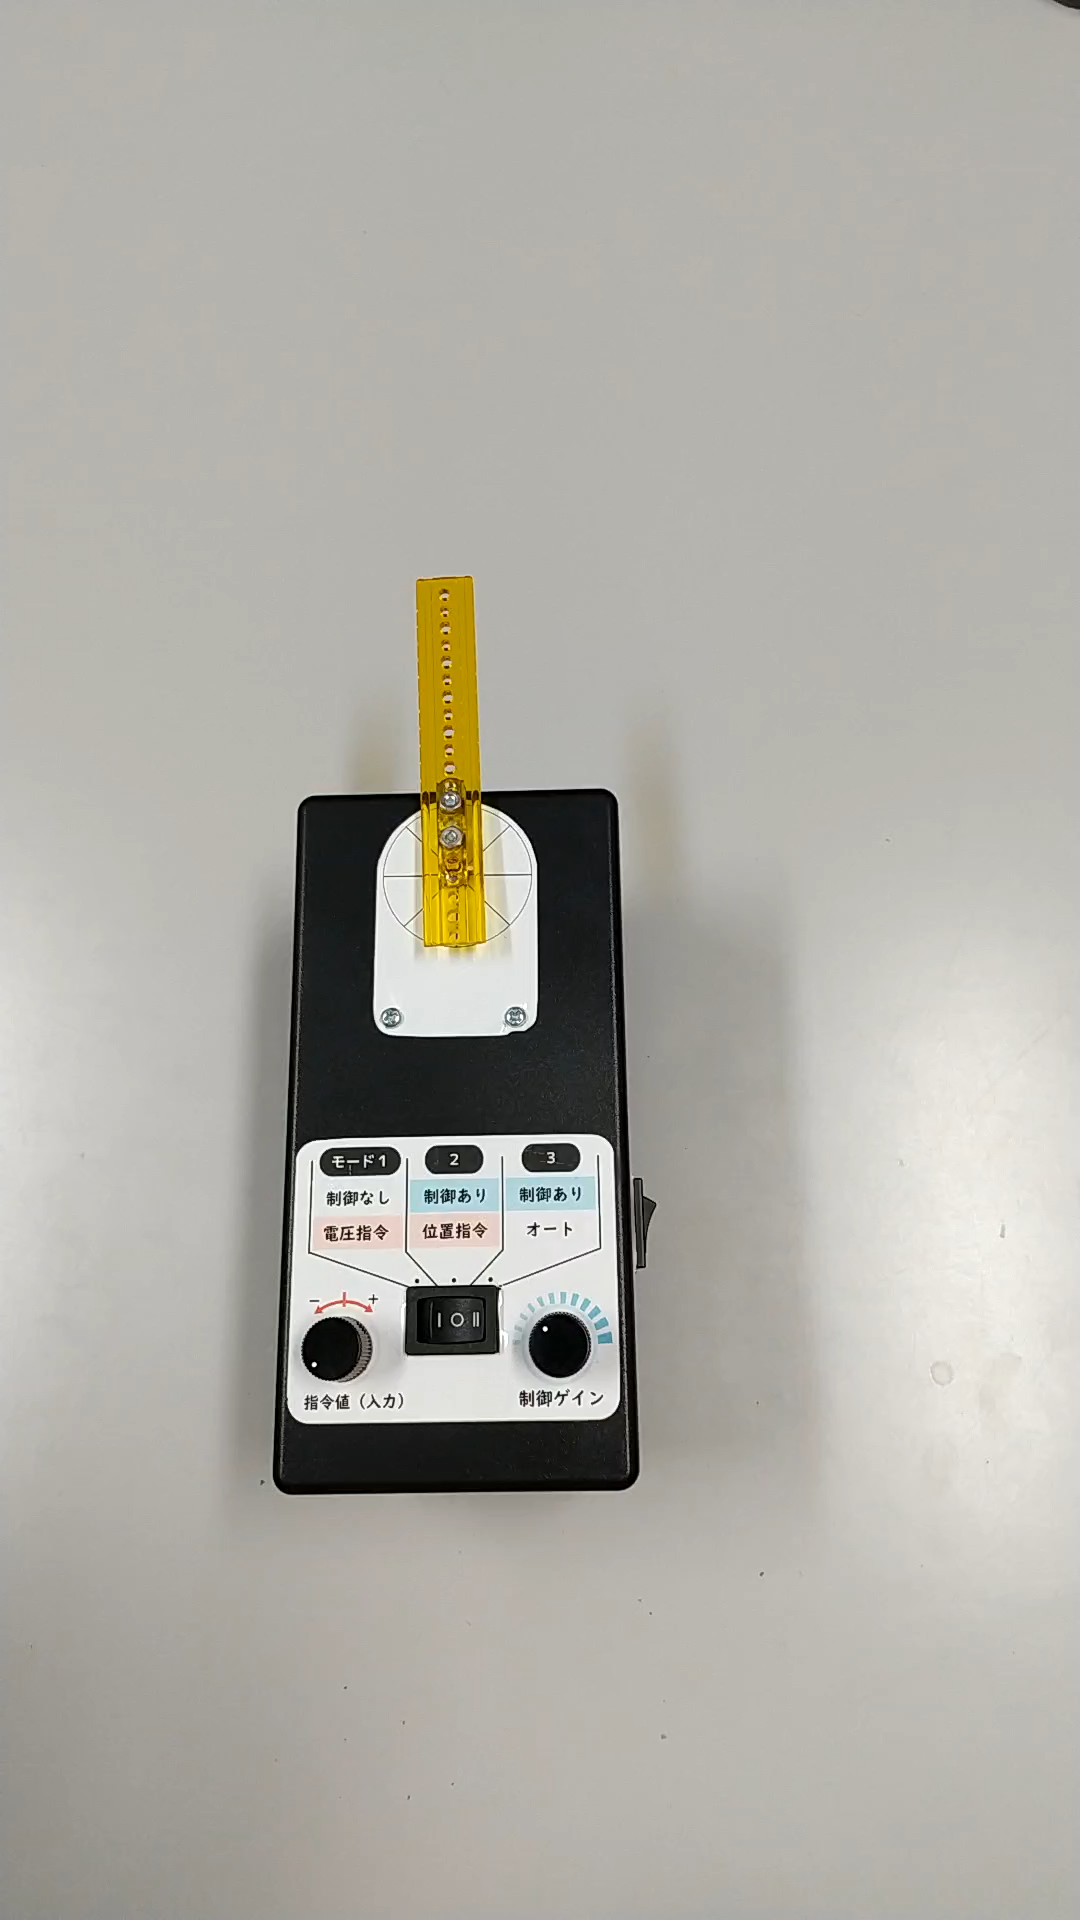 モード1 2 3
制御なし 制御あり 制御あり
電圧指令 位置指令 オート
− +
I O II
指令値（入力） 制御ゲイン